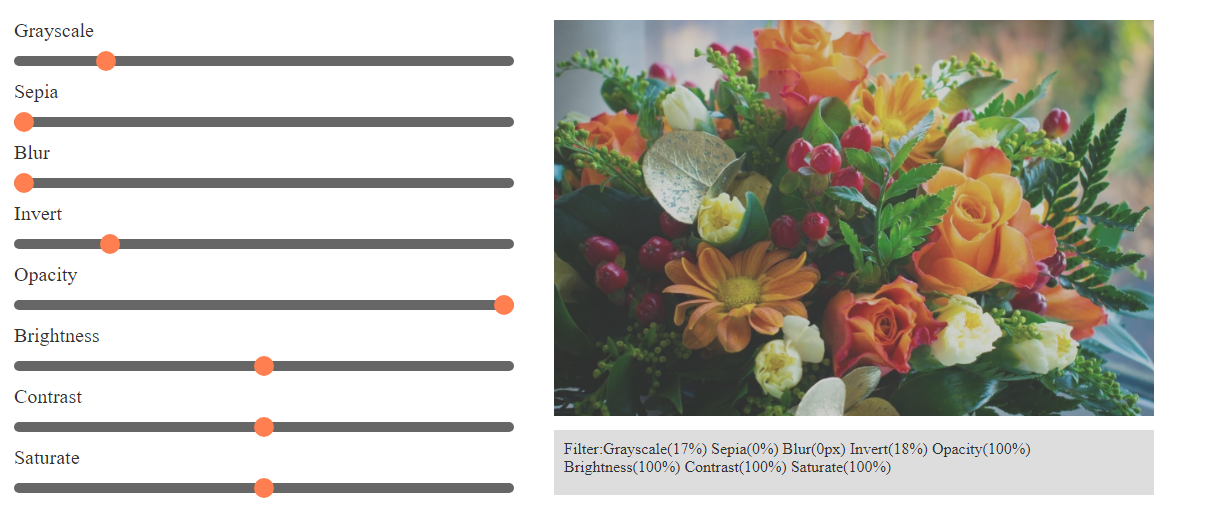 Grayscale
Sepia
Blur
Invert
Opacity
Brightness
Contrast
Saturate
Filter:Grayscale(17%) Sepia(0%) Blur(0px) Invert(18%) Opacity(100%)
Brightness(100%) Contrast(100%) Saturate(100%)